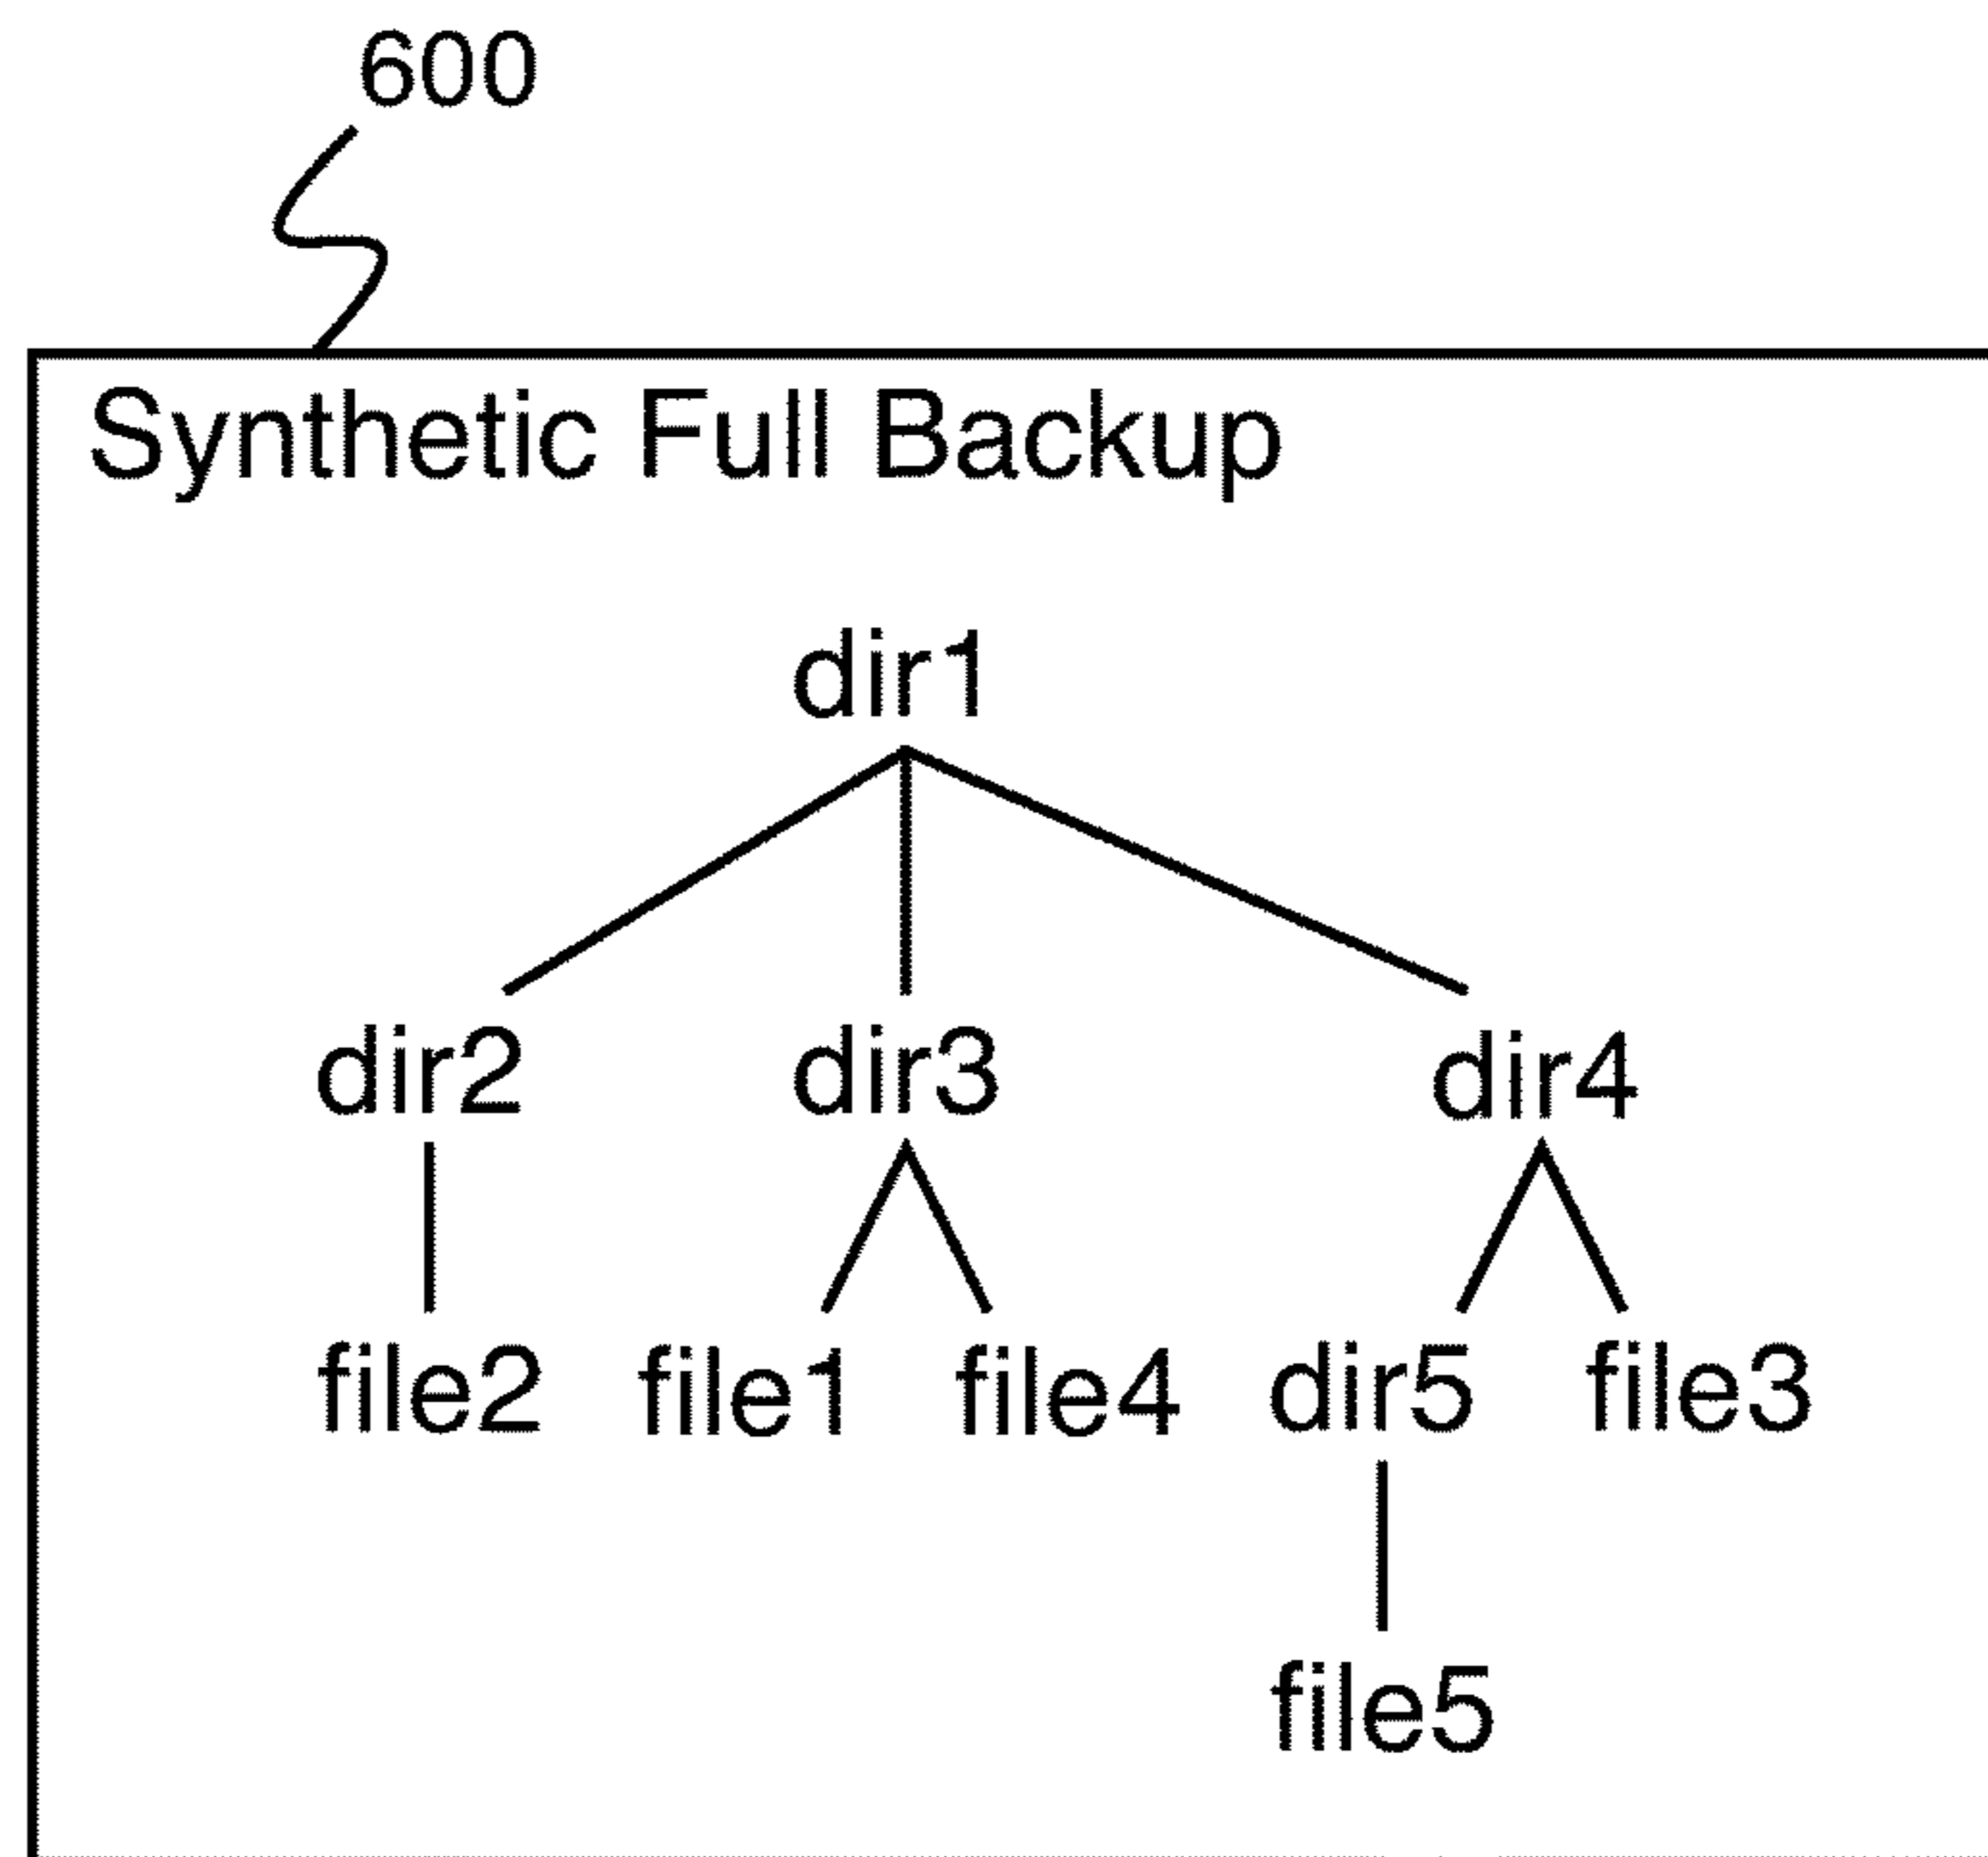 600
Synthetic Full Backup
dir1
dir2 dir3 dir4
file2 file1 file4 dir5 file3
file5